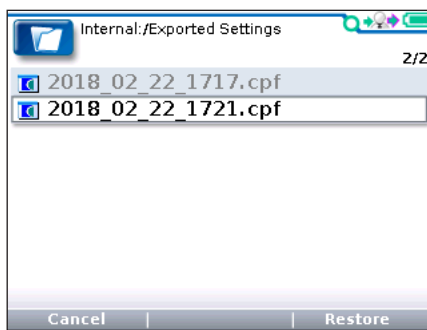 Internal:/Exported Settings
2/2
2018_02_22_1717.cpf
2018_02_22_1721.cpf
Cancel | | Restore